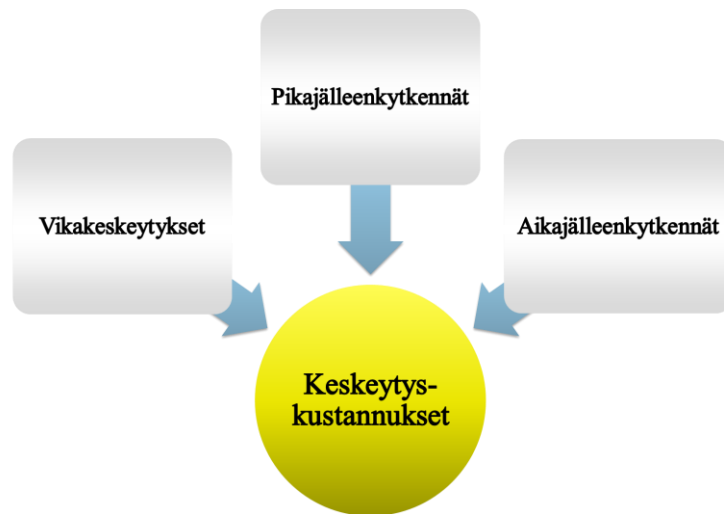 Pikajälleenkytkennät
Vikakeskeytykset
Aikajälleenkytkennät
Keskeytys-
kustannukset